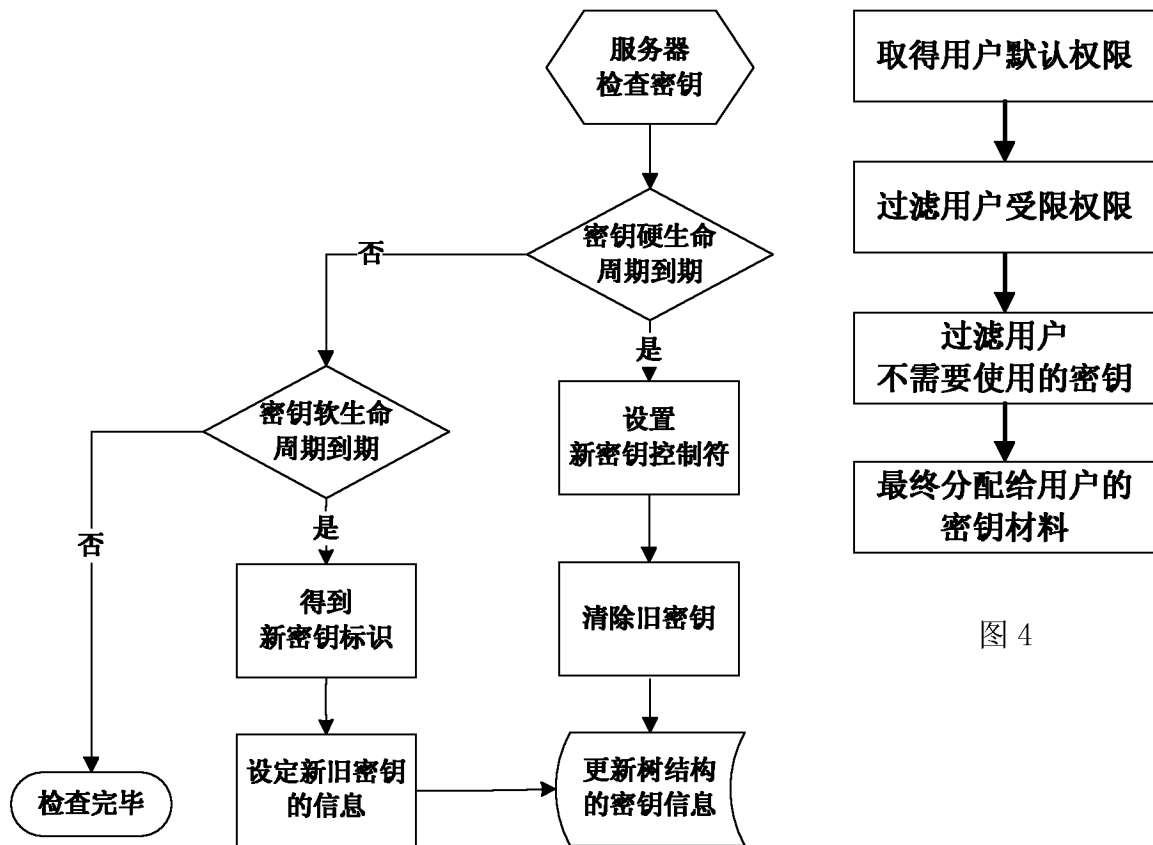 服务器
检查密钥
密钥硬生命
周期到期
否
是
密钥软生命
周期到期
设置
新密钥控制符
否
是
得到
新密钥标识
清除旧密钥
检查完毕
设定新旧密钥
的信息
更新树结构
的密钥信息
取得用户默认权限
过滤用户受限权限
过滤用户
不需要使用的密钥
最终分配给用户的
密钥材料
图 4